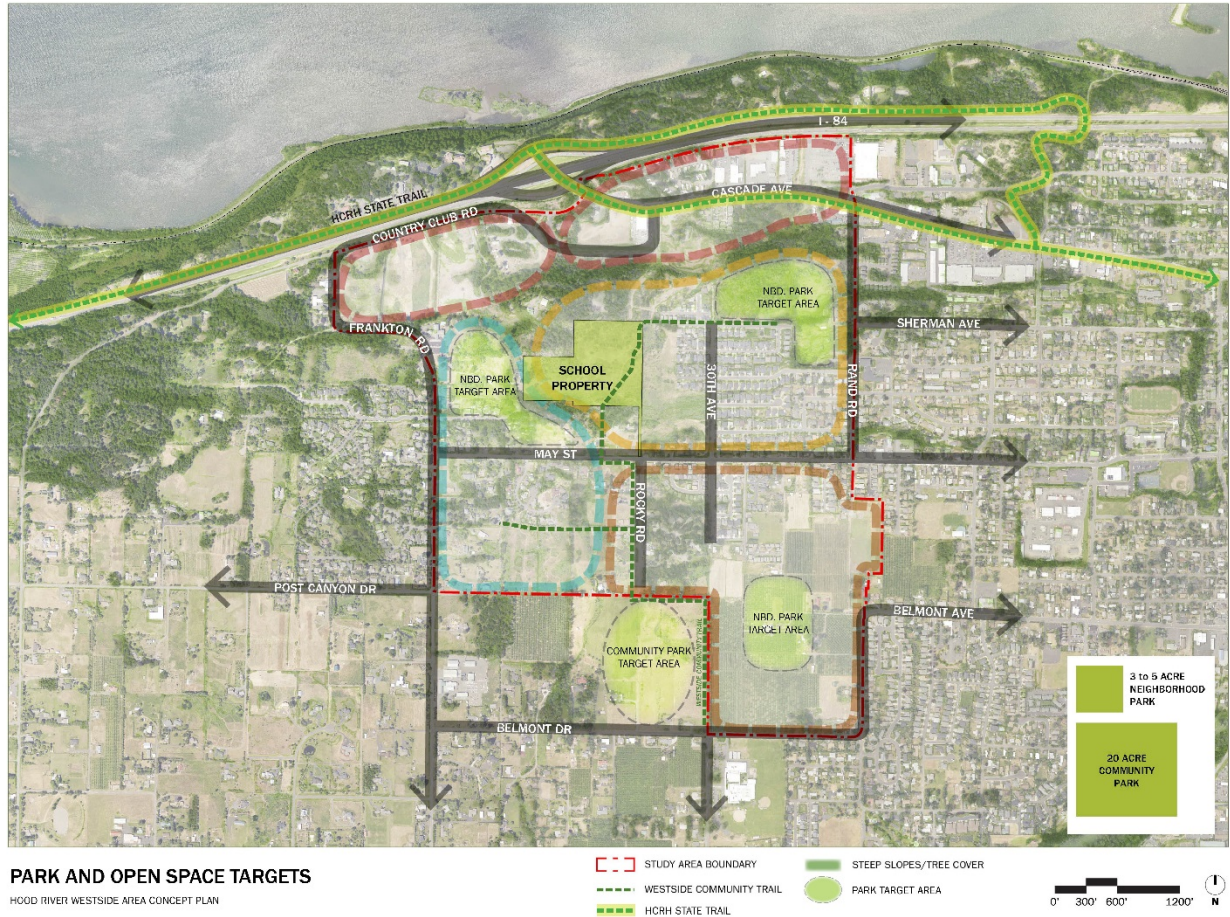 I - 84
HCRH STATE TRAIL
CASCADE AVE
COUNTRY CLUB RD
NBD. PARK
TARGET AREA
FRANKTON RD
SHERMAN AVE
SCHOOL
PROPERTY
NBD. PARK
TARGET AREA
30TH AVE
RAND RD
MAY ST
ROCKY RD
POST CANYON DR
BELMONT AVE
NBD. PARK
TARGET AREA
COMMUNITY PARK
TARGET AREA
WESTSIDE COMMUNITY TRAIL
BELMONT DR
3 to 5 ACRE
NEIGHBORHOOD
PARK
20 ACRE
COMMUNITY
PARK
PARK AND OPEN SPACE TARGETS
HOOD RIVER WESTSIDE AREA CONCEPT PLAN
STUDY AREA BOUNDARY
WESTSIDE COMMUNITY TRAIL
HCRH STATE TRAIL
STEEP SLOPES/TREE COVER
PARK TARGET AREA
0' 300' 600' 1200'
N